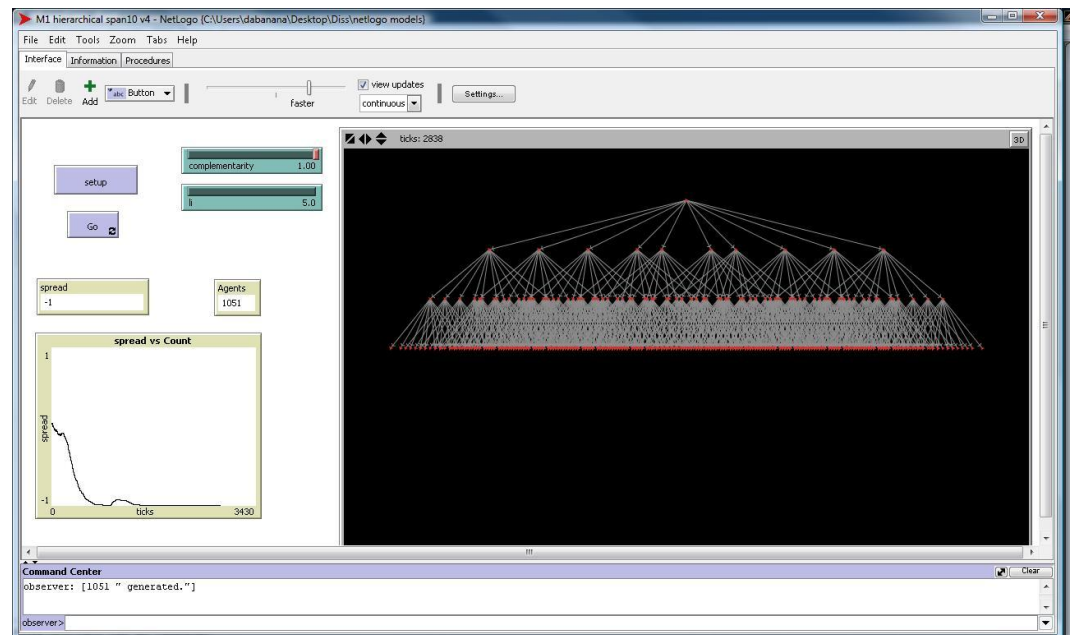 M1 hierarchical span10 v4 - NetLogo {C:\Users\dabanana\Desktop\Diss\netlogo models}
File Edit Tools Zoom Tabs Help
Interface Information Procedures
Edit Delete Add abc Button faster view updates continuous Settings...
ticks: 2838 3D
complementarity 1.00
setup
li 5.0
Go
spread
-1
Agents
1051
spread vs Count
1
spread
-1
0 ticks 3430
Command Center Clear
observer: [1051 " generated."]
observer>